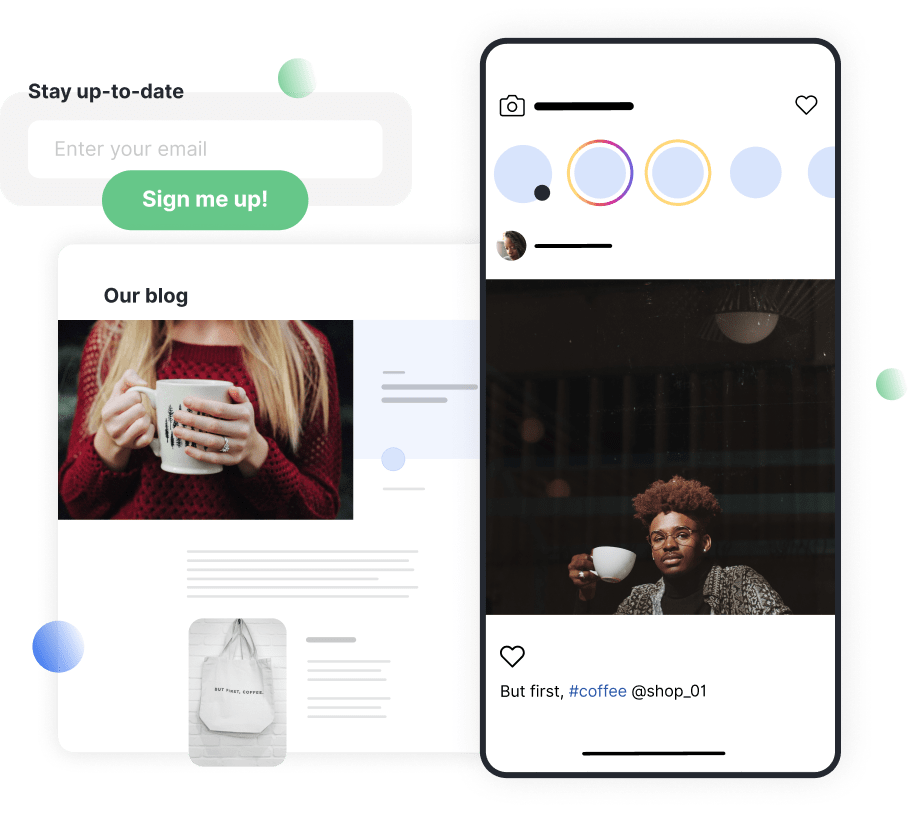 Stay up-to-date
Enter your email
Sign me up!
Our blog
BUT FIRST, COFFEE.
But first, #coffee @shop_01